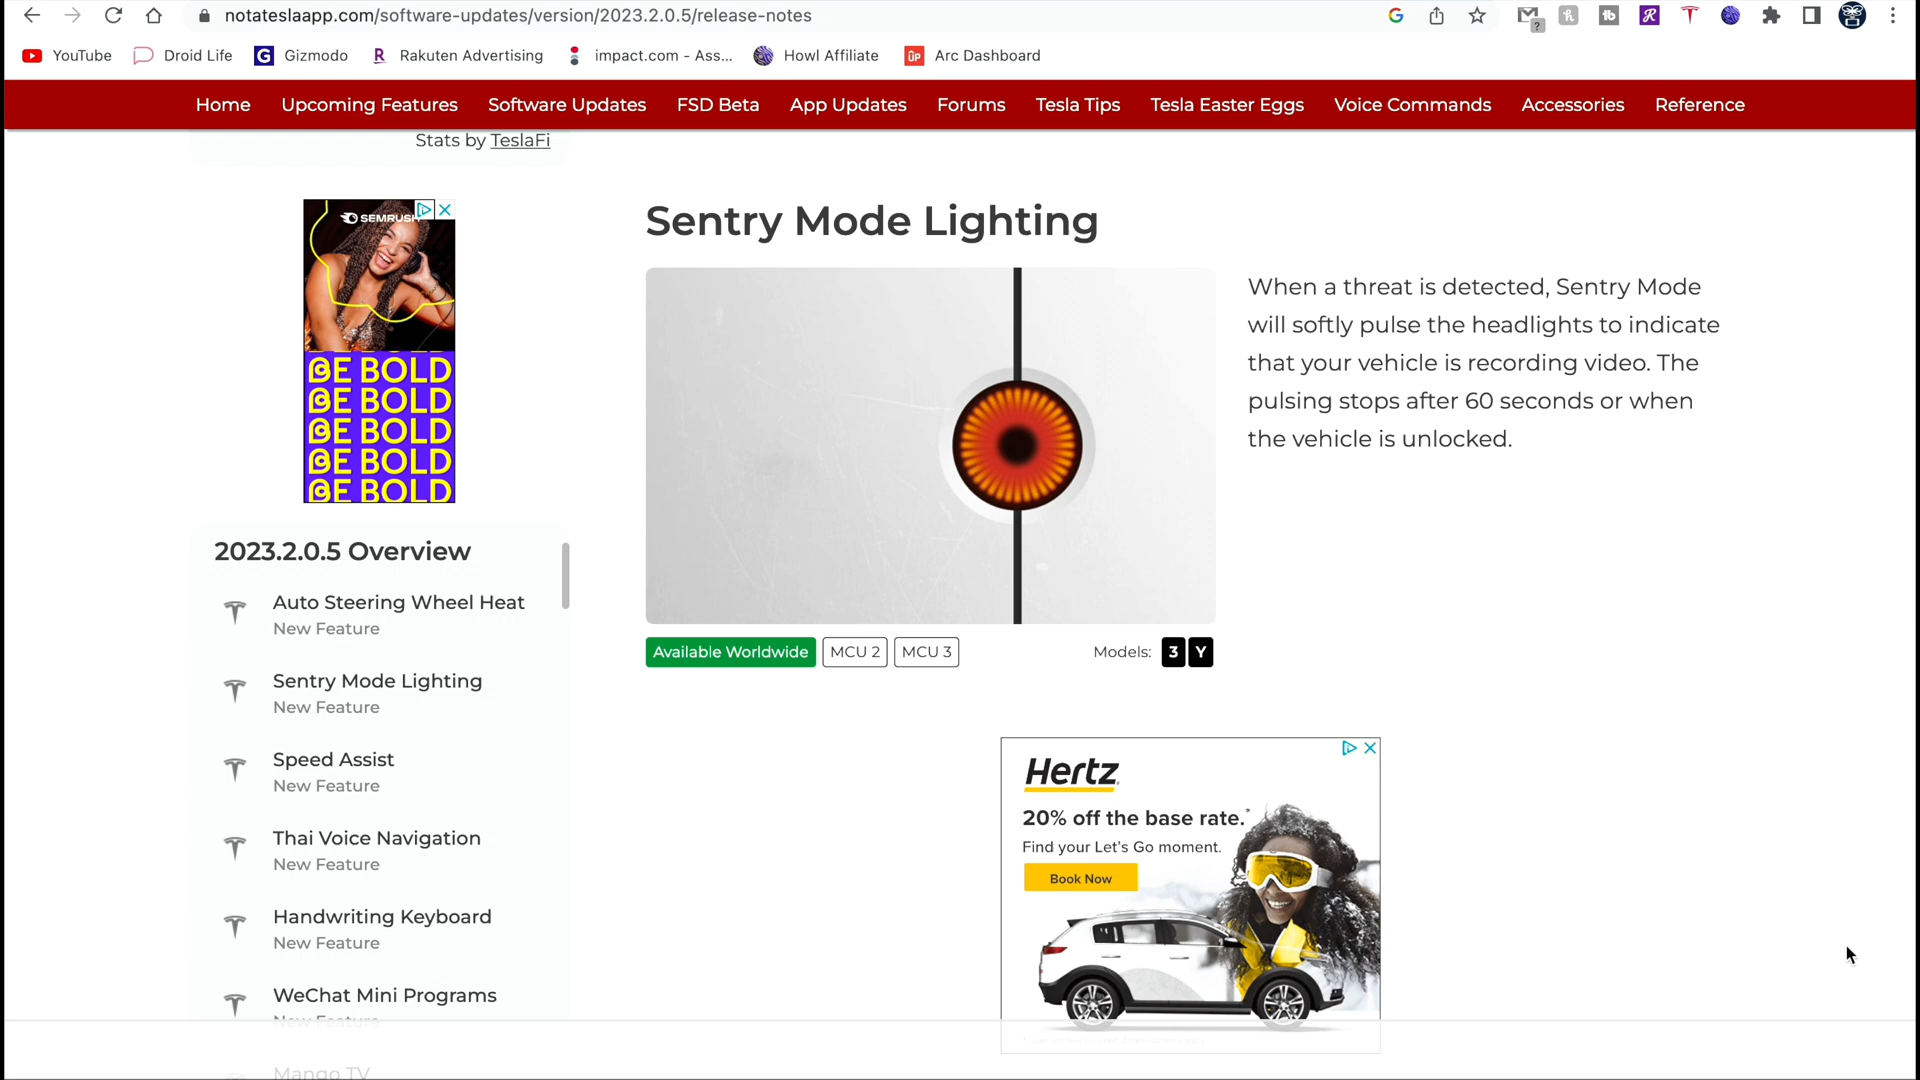 notateslaapp.com/software-updates/version/2023.2.0.5/release-notes
YouTube
Droid Life
Gizmodo
Rakuten Advertising
impact.com - Ass...
Howl Affiliate
Arc Dashboard
Home
Upcoming Features
Software Updates
FSD Beta
App Updates
Forums
Tesla Tips
Tesla Easter Eggs
Voice Commands
Accessories
Reference
Stats by TeslaFi
SEMRUSH
BE BOLD
BE BOLD
BE BOLD
BE BOLD
BE BOLD
2023.2.0.5 Overview
Auto Steering Wheel Heat
New Feature
Sentry Mode Lighting
New Feature
Speed Assist
New Feature
Thai Voice Navigation
New Feature
Handwriting Keyboard
New Feature
WeChat Mini Programs
New Feature
Mango TV
Sentry Mode Lighting
When a threat is detected, Sentry Mode
will softly pulse the headlights to indicate
that your vehicle is recording video. The
pulsing stops after 60 seconds or when
the vehicle is unlocked.
Available Worldwide
MCU 2
MCU 3
Models: 3 Y
Hertz
20% off the base rate.*
Find your Let's Go moment.
Book Now